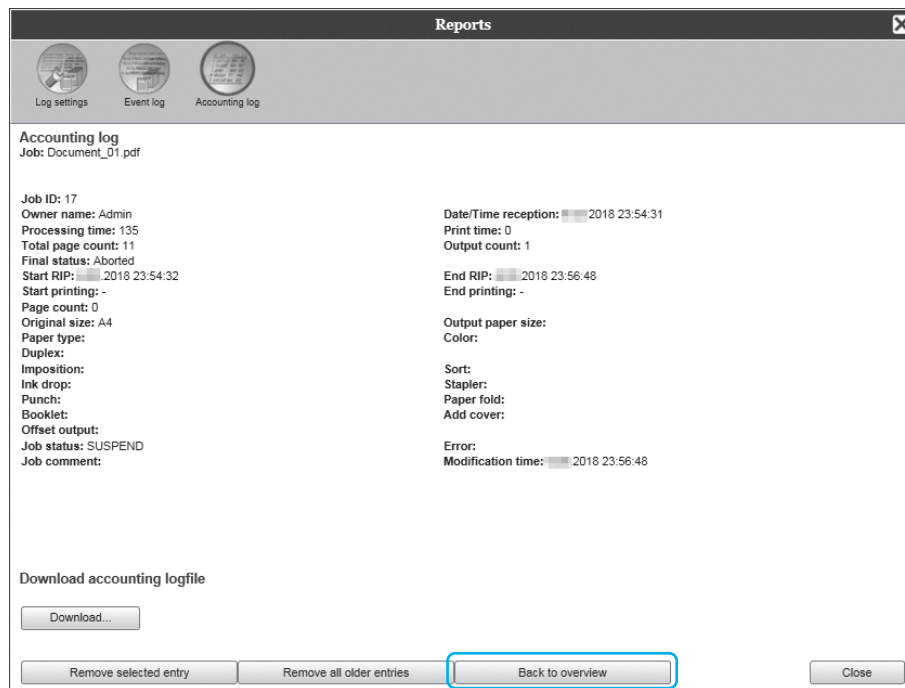 Reports
Log settings Event log Accounting log
Accounting log
Job: Document_01.pdf
Job ID: 17
Owner name: Admin Date/Time reception: 2018 23:54:31
Processing time: 135 Print time: 0
Total page count: 11 Output count: 1
Final status: Aborted
Start RIP: .2018 23:54:32 End RIP: 2018 23:56:48
Start printing: - End printing: -
Page count: 0
Original size: A4 Output paper size:
Paper type: Color:
Duplex:
Imposition: Sort:
Ink drop: Stapler:
Punch: Paper fold:
Booklet: Add cover:
Offset output:
Job status: SUSPEND Error:
Job comment: Modification time: 2018 23:56:48
Download accounting logfile
Download...
Remove selected entry Remove all older entries Back to overview Close